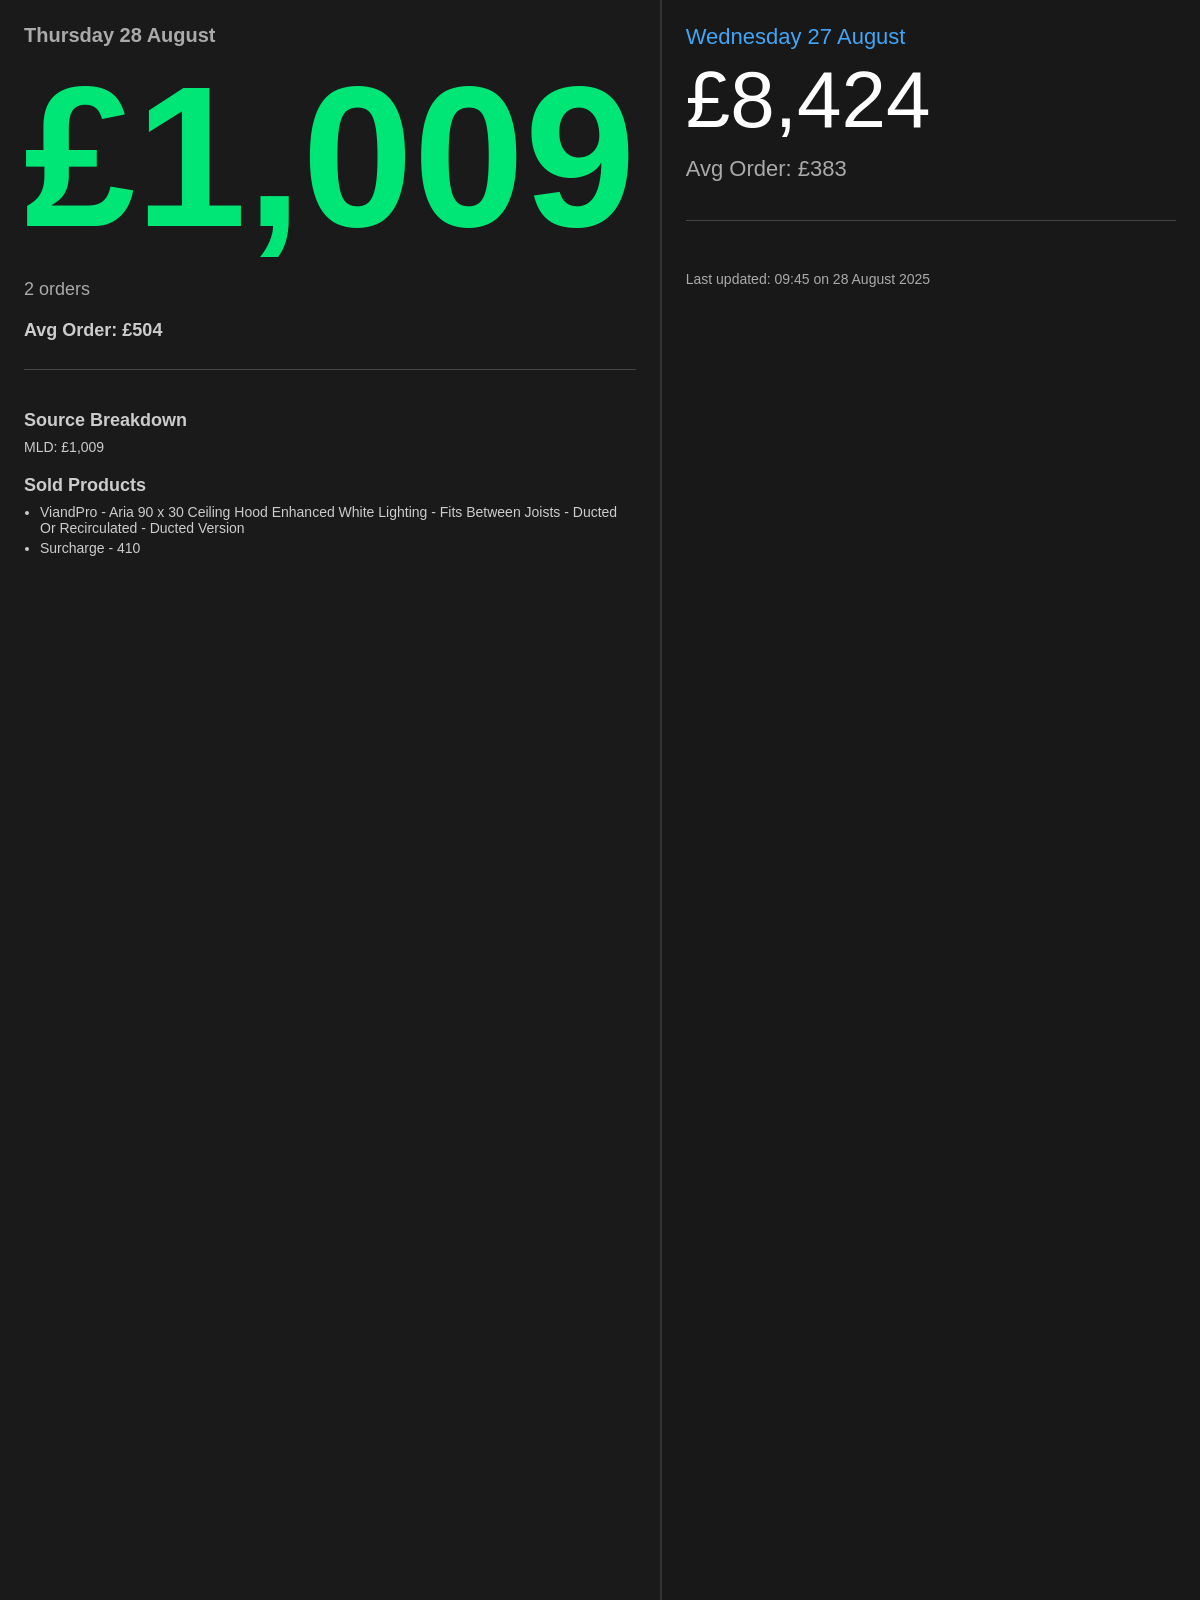 Thursday 28 August
£1,009
2 orders
Avg Order: £504
Source Breakdown
MLD: £1,009
Sold Products
• ViandPro - Aria 90 x 30 Ceiling Hood Enhanced White Lighting - Fits Between Joists - Ducted
Or Recirculated - Ducted Version
• Surcharge - 410
Wednesday 27 August
£8,424
Avg Order: £383
Last updated: 09:45 on 28 August 2025